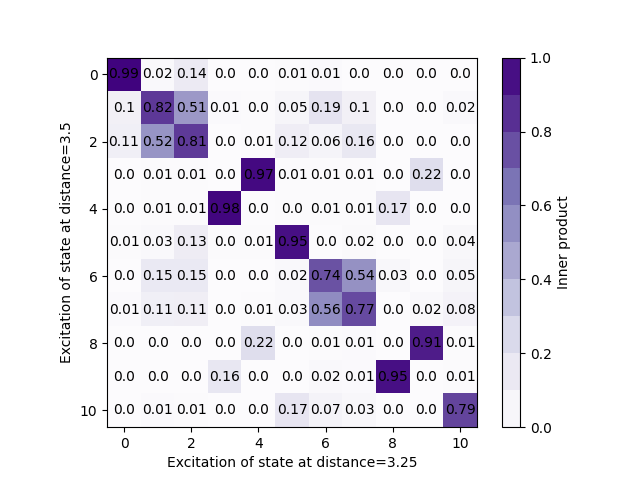 0 0.99 0.02 0.14 0.0 0.0 0.01 0.01 0.0 0.0 0.0 0.0 1.0
0.1 0.82 0.51 0.01 0.0 0.05 0.19 0.1 0.0 0.0 0.02
2 0.11 0.52 0.81 0.0 0.01 0.12 0.06 0.16 0.0 0.0 0.0 0.8
0.0 0.01 0.01 0.0 0.97 0.01 0.01 0.01 0.0 0.22 0.0
4 0.0 0.01 0.01 0.98 0.0 0.0 0.01 0.01 0.17 0.0 0.0 0.6
0.01 0.03 0.13 0.0 0.01 0.95 0.0 0.02 0.0 0.0 0.04
6 0.0 0.15 0.15 0.0 0.0 0.02 0.74 0.54 0.03 0.0 0.05 0.4
0.01 0.11 0.11 0.0 0.01 0.03 0.56 0.77 0.0 0.02 0.08
8 0.0 0.0 0.0 0.0 0.22 0.0 0.01 0.01 0.0 0.91 0.01 0.2
0.0 0.0 0.01 0.16 0.0 0.0 0.02 0.01 0.95 0.0 0.01
10 0.0 0.01 0.01 0.0 0.0 0.17 0.07 0.03 0.0 0.0 0.79 0.0
0 2 4 6 8 10
Excitation of state at distance=3.25
Excitation of state at distance=3.5
Inner product